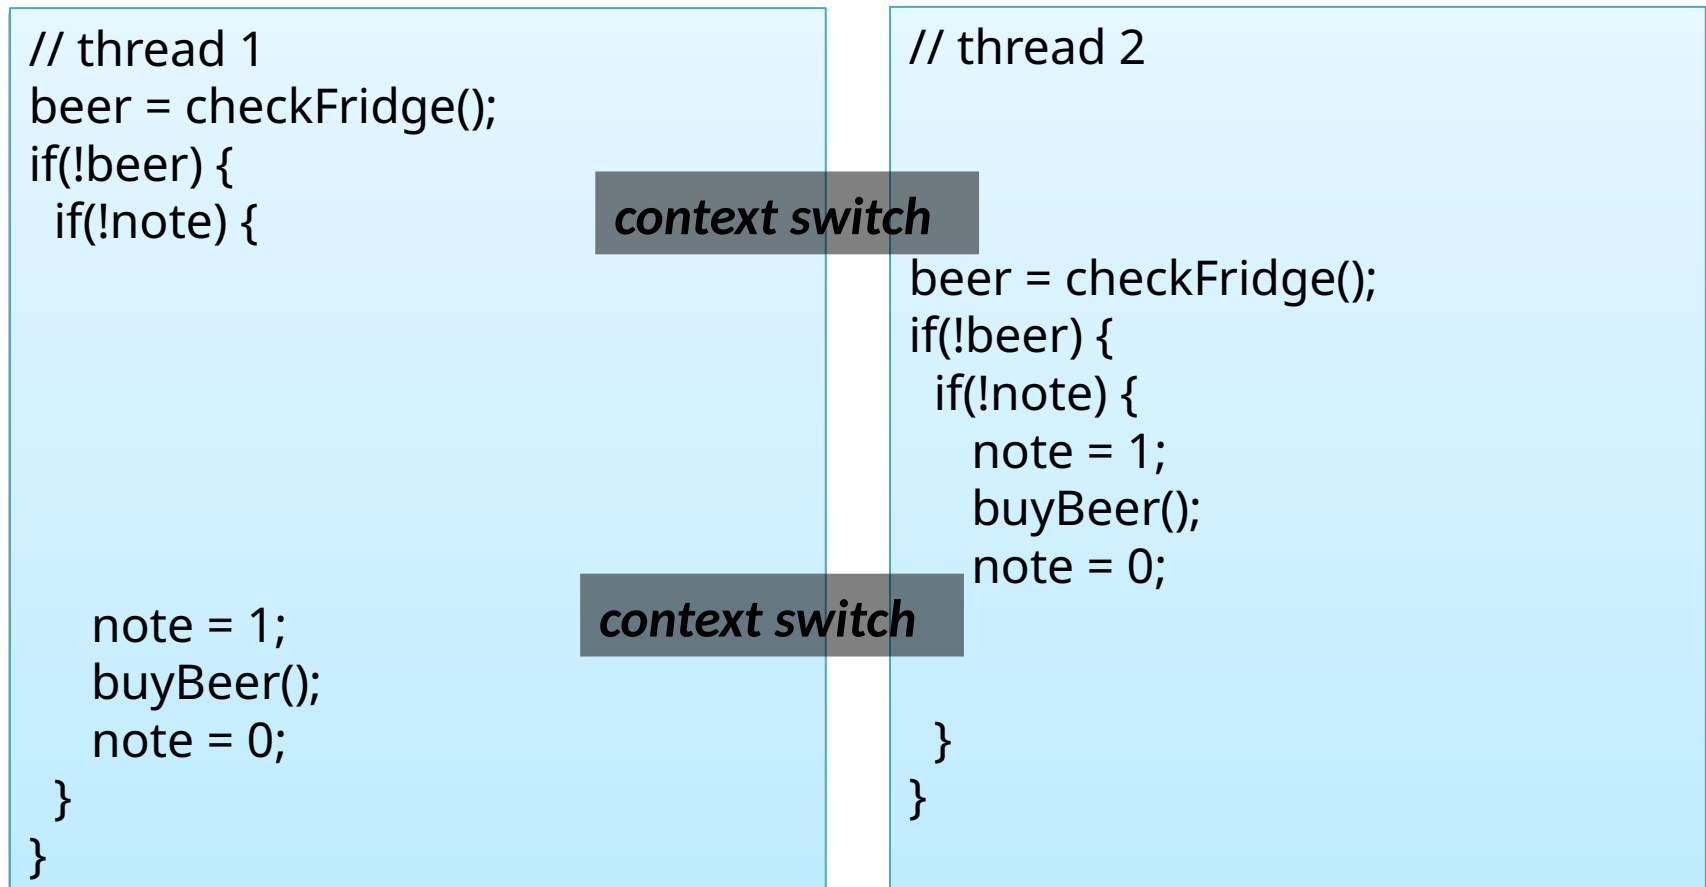 // thread 1
beer = checkFridge();
if(!beer) {
  if(!note) {
     note = 1;
     buyBeer();
     note = 0;
  }
}
context switch
// thread 2
beer = checkFridge();
if(!beer) {
  if(!note) {
     note = 1;
     buyBeer();
     note = 0;
  }
}
context switch